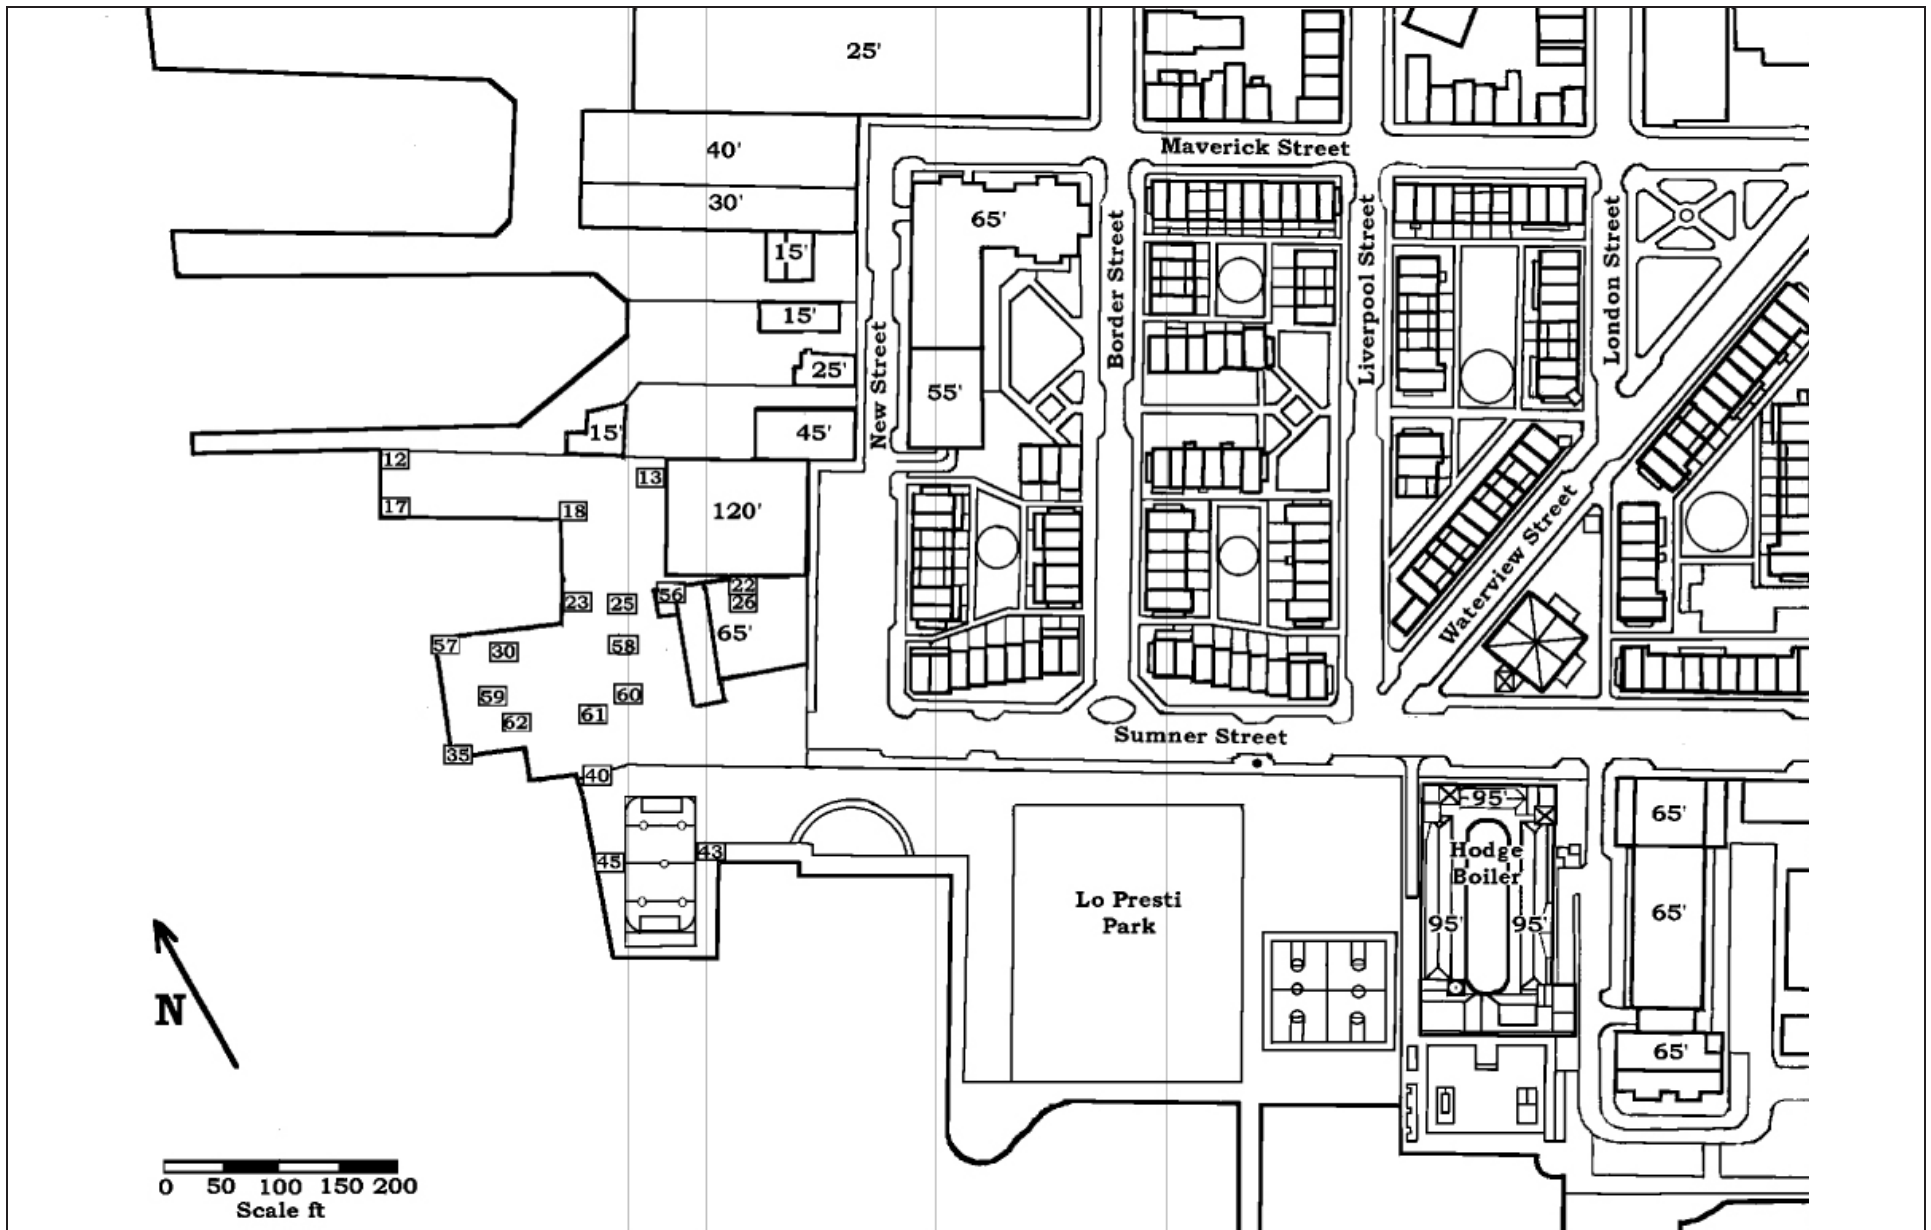 25'
40'
Maverick Street
30'
65'
15'
15'
Border Street
Liverpool Street
London Street
New Street
25'
55'
15'
45'
12
13
17
18
120'
Waterview Street
22
56
23
25
26
65'
57
30
58
59
60
61
62
35
Sumner Street
40
95'
65'
43
45
Hodge
Boiler
Lo Presti
Park
95'
95'
65'
N
65'
0 50 100 150 200
Scale ft